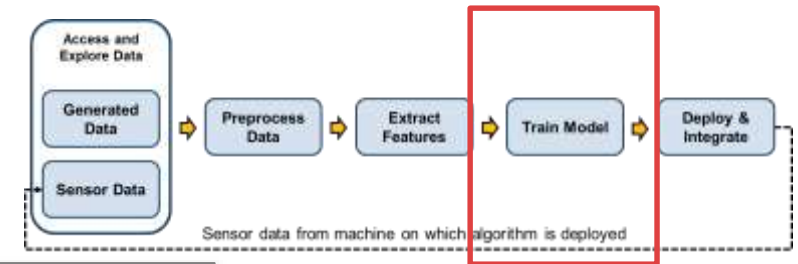 Access and
Explore Data
Generated
Data
Sensor Data
Preprocess
Data
Extract
Features
Train Model
Deploy &
Integrate
Sensor data from machine on which algorithm is deployed